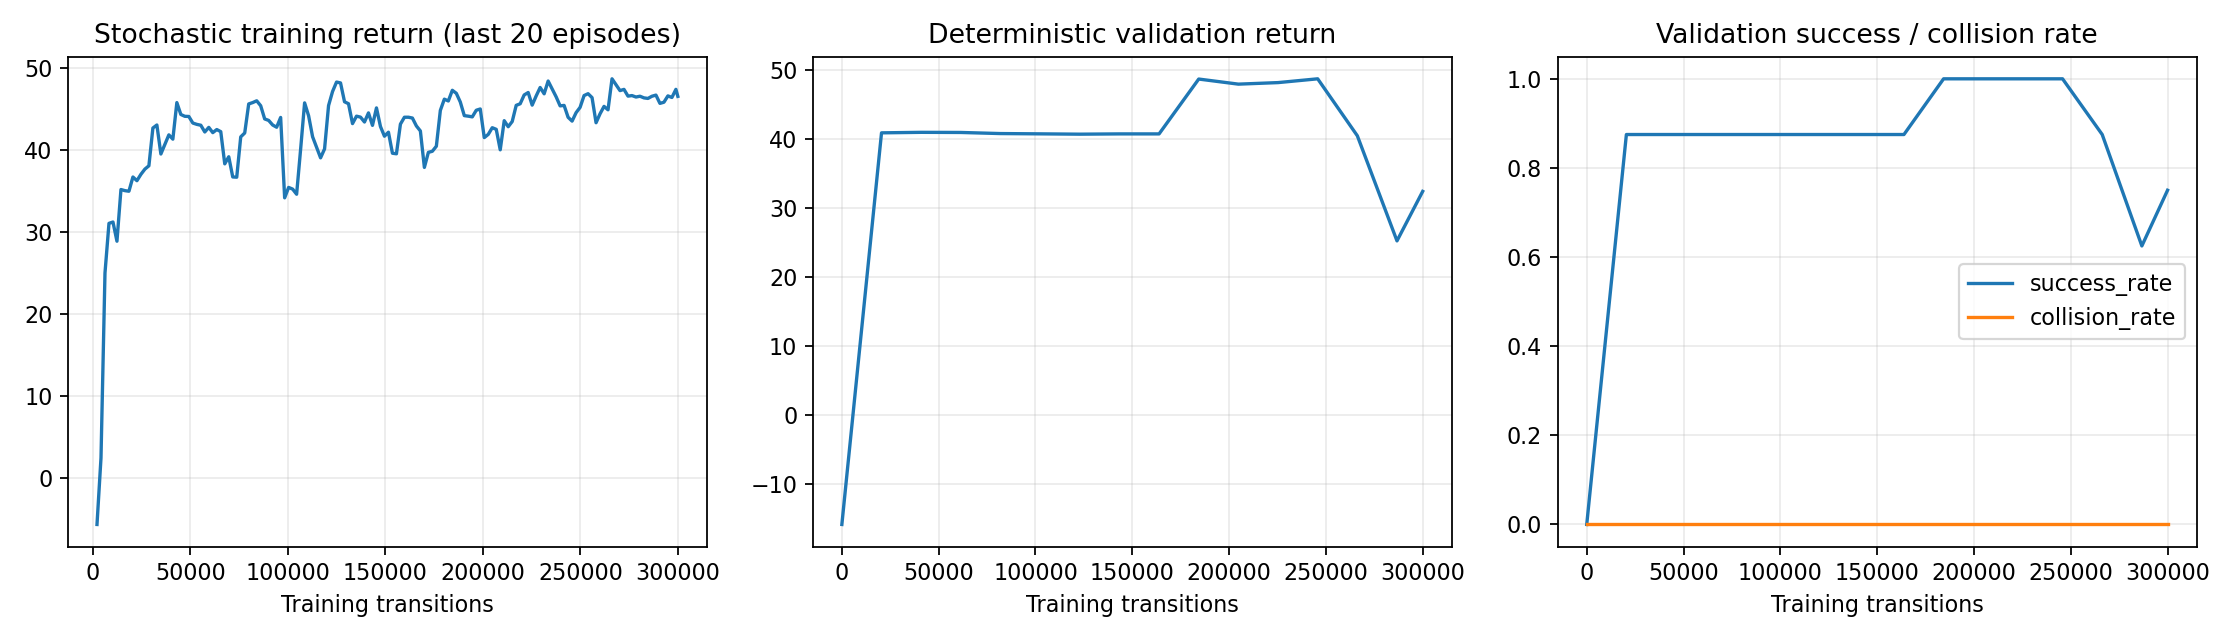 Stochastic training return (last 20 episodes)
50
40
30
20
10
0
0 50000 100000 150000 200000 250000 300000
Training transitions
Deterministic validation return
50
40
30
20
10
0
−10
0 50000 100000 150000 200000 250000 300000
Training transitions
Validation success / collision rate
1.0
0.8
0.6
0.4
0.2
0.0
success_rate
collision_rate
0 50000 100000 150000 200000 250000 300000
Training transitions